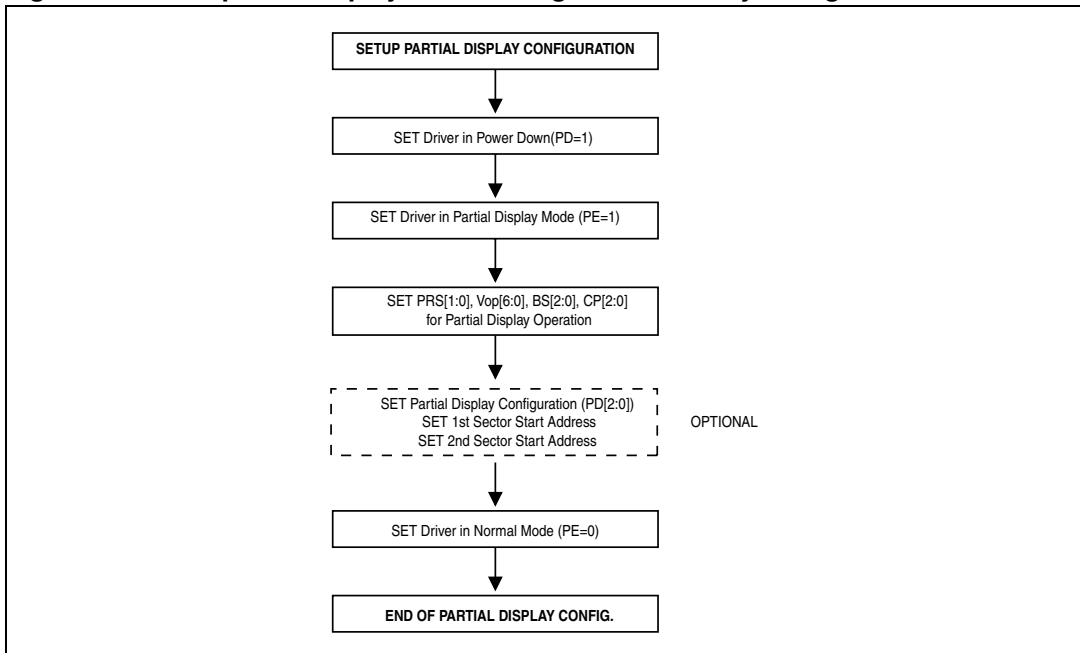 SETUP PARTIAL DISPLAY CONFIGURATION
SET Driver in Power Down(PD=1)
SET Driver in Partial Display Mode (PE=1)
SET PRS[1:0], Vop[6:0], BS[2:0], CP[2:0]
for Partial Display Operation
SET Partial Display Configuration (PD[2:0])
SET 1st Sector Start Address
SET 2nd Sector Start Address
OPTIONAL
SET Driver in Normal Mode (PE=0)
END OF PARTIAL DISPLAY CONFIG.